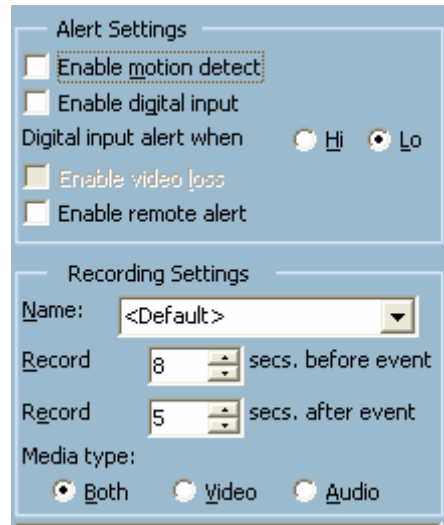 Alert Settings
Enable motion detect
Enable digital input
Digital input alert when Hi Lo
Enable video loss
Enable remote alert
Recording Settings
Name: <Default>
Record 8 secs. before event
Record 5 secs. after event
Media type:
Both Video Audio